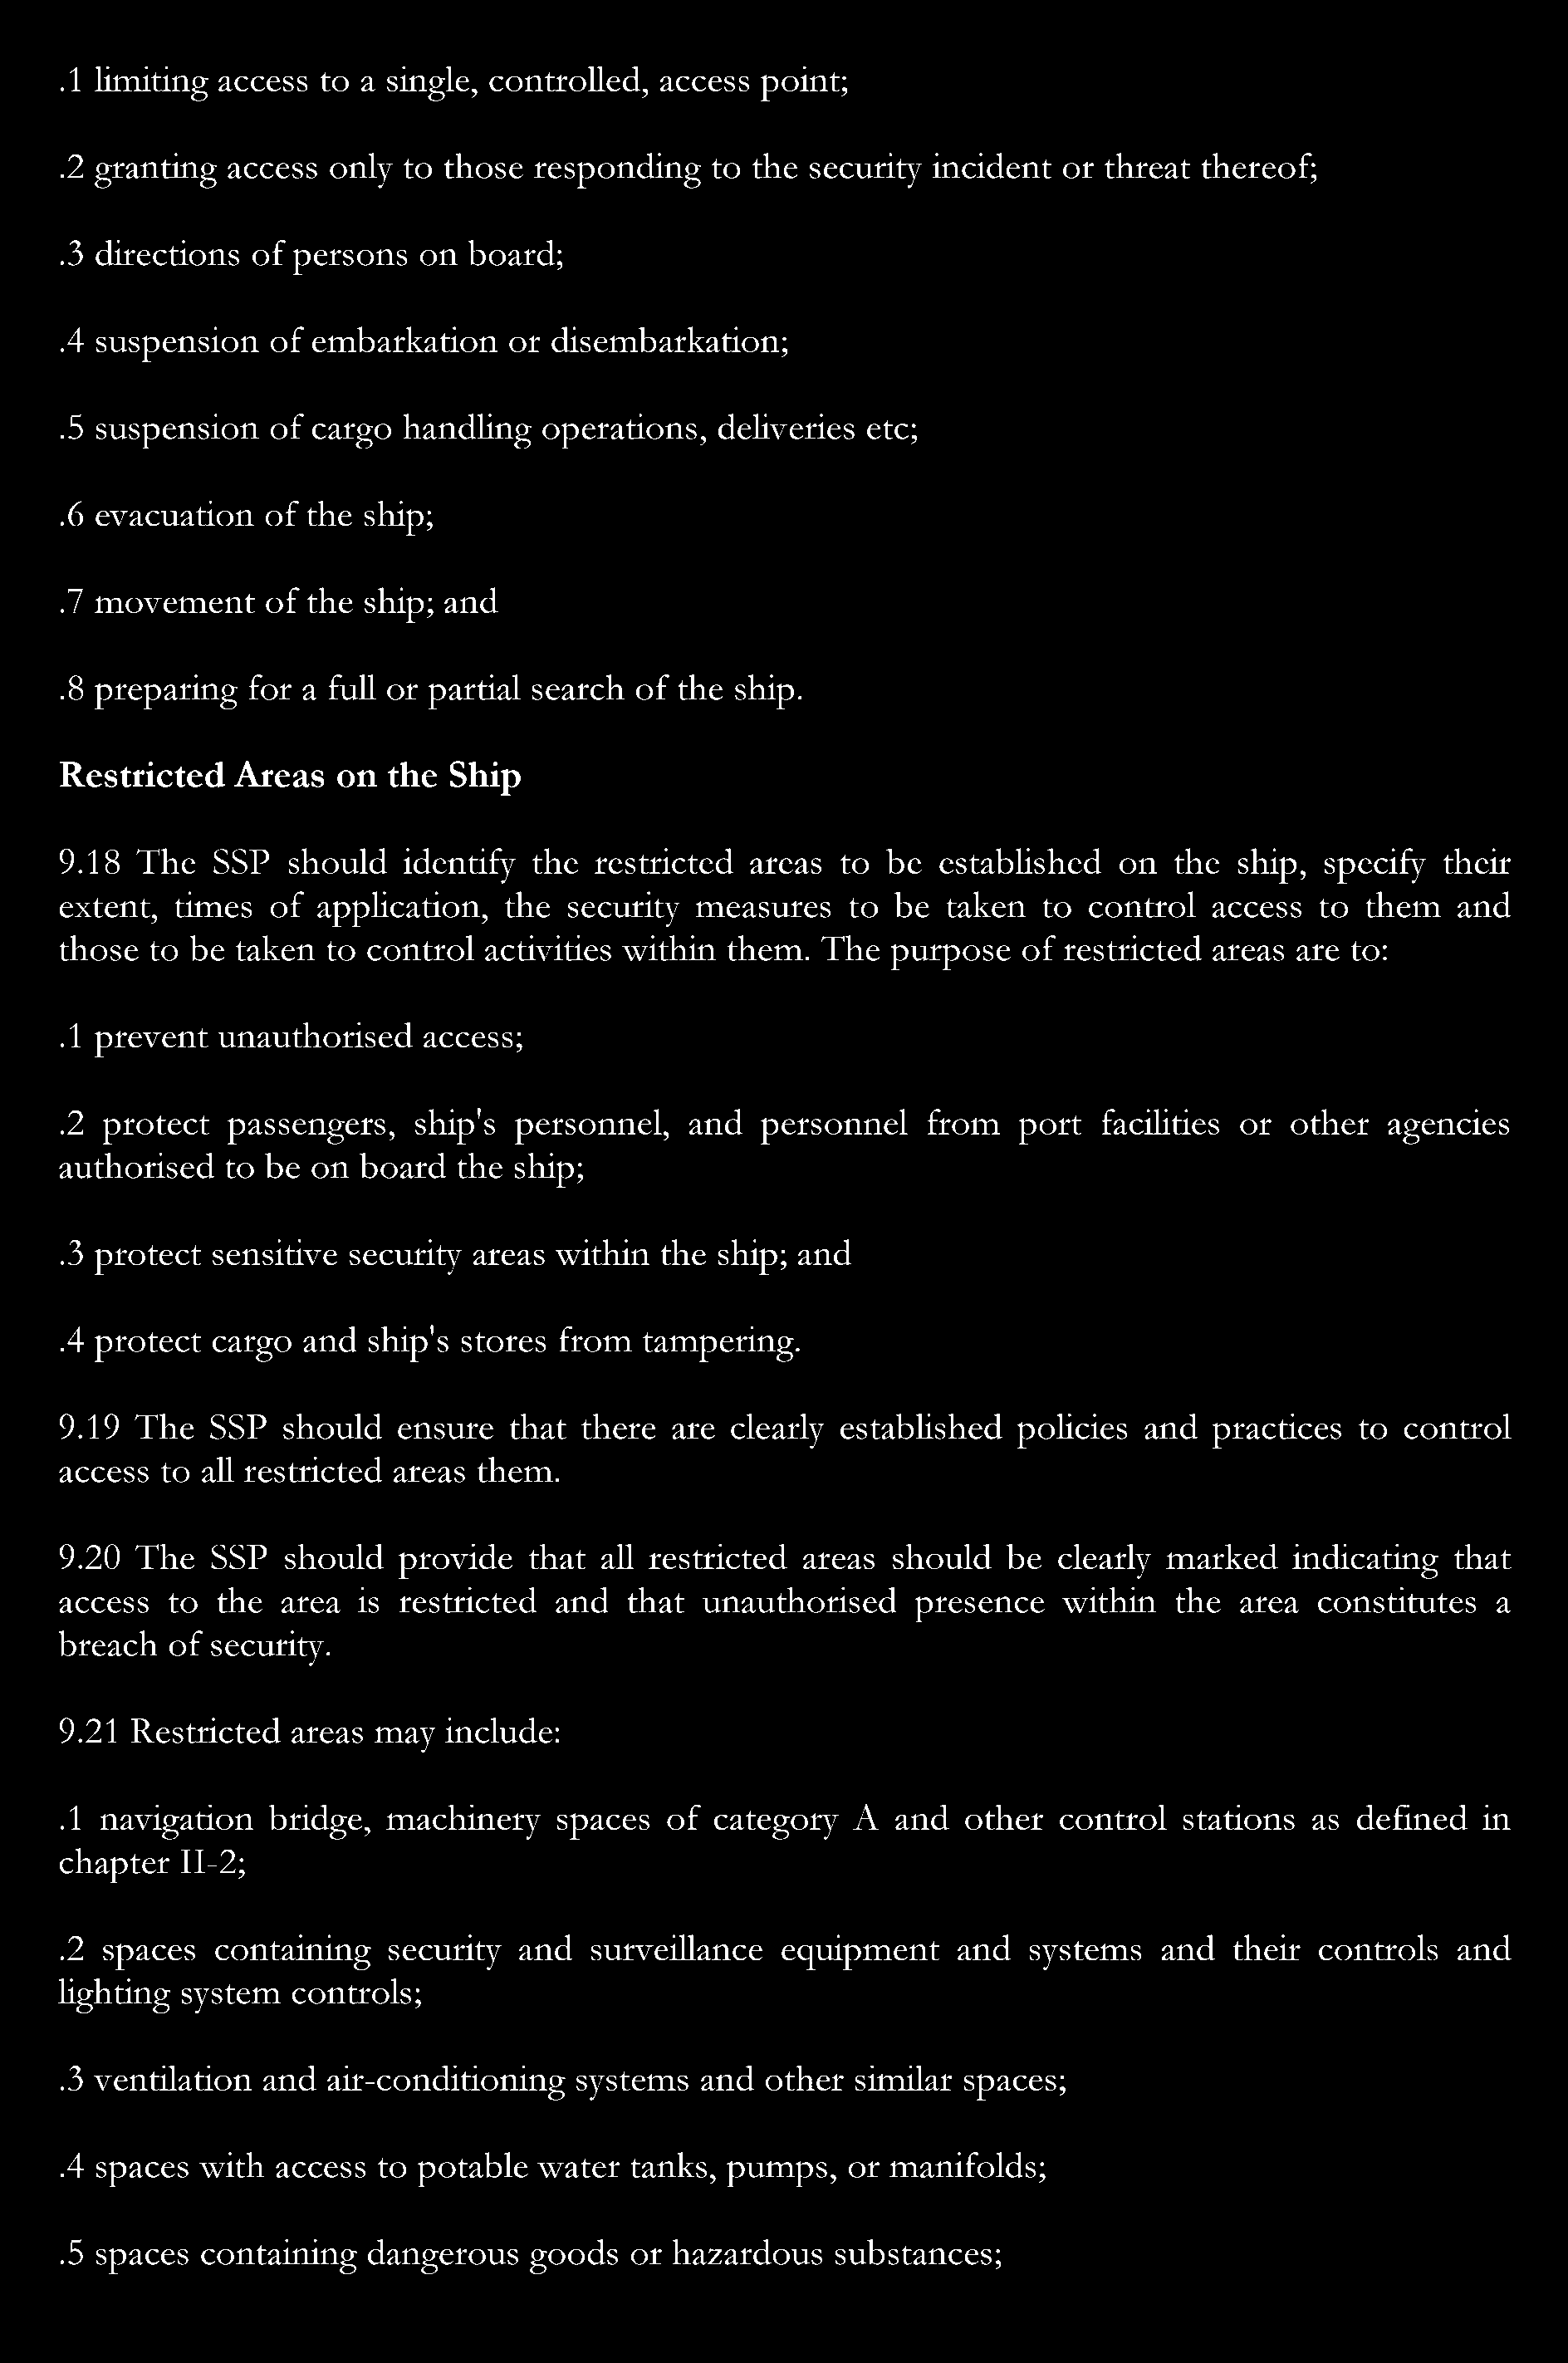 .1 limiting access to a single, controlled, access point;
.2 granting access only to those responding to the security incident or threat thereof;
.3 directions of persons on board;
.4 suspension of embarkation or disembarkation;
.5 suspension of cargo handling operations, deliveries etc;
.6 evacuation of the ship;
.7 movement of the ship; and
.8 preparing for a full or partial search of the ship.
Restricted Areas on the Ship
9.18 The SSP should identify the restricted areas to be established on the ship, specify their
extent, times of application, the security measures to be taken to control access to them and
those to be taken to control activities within them. The purpose of restricted areas are to:
.1 prevent unauthorised access;
.2 protect passengers, ship's personnel, and personnel from port facilities or other agencies
authorised to be on board the ship;
.3 protect sensitive security areas within the ship; and
.4 protect cargo and ship's stores from tampering.
9.19 The SSP should ensure that there are clearly established policies and practices to control
access to all restricted areas them.
9.20 The SSP should provide that all restricted areas should be clearly marked indicating that
access to the area is restricted and that unauthorised presence within the area constitutes a
breach of security.
9.21 Restricted areas may include:
.1 navigation bridge, machinery spaces of category A and other control stations as defined in
chapter II-2;
.2 spaces containing security and surveillance equipment and systems and their controls and
lighting system controls;
.3 ventilation and air-conditioning systems and other similar spaces;
.4 spaces with access to potable water tanks, pumps, or manifolds;
.5 spaces containing dangerous goods or hazardous substances;